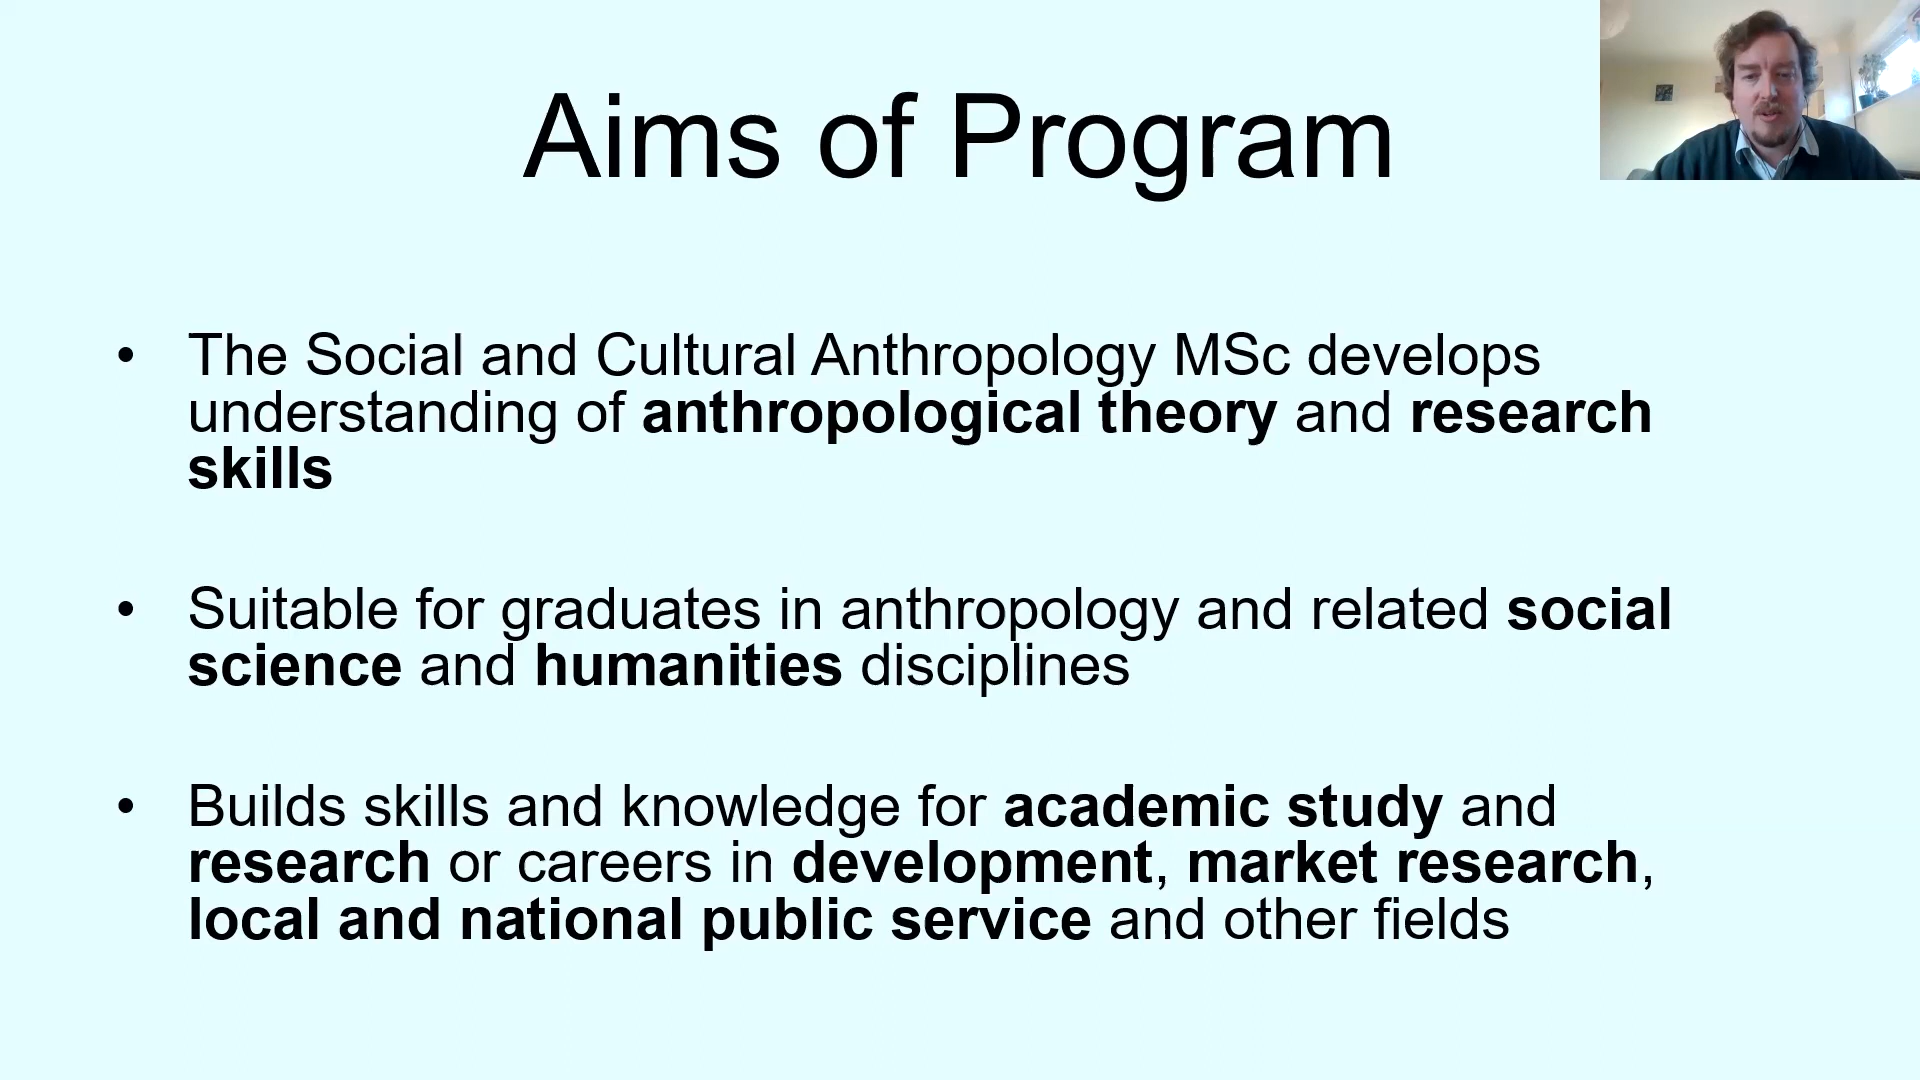 Aims of Program
• The Social and Cultural Anthropology MSc develops
understanding of anthropological theory and research
skills
• Suitable for graduates in anthropology and related social
science and humanities disciplines
• Builds skills and knowledge for academic study and
research or careers in development, market research,
local and national public service and other fields